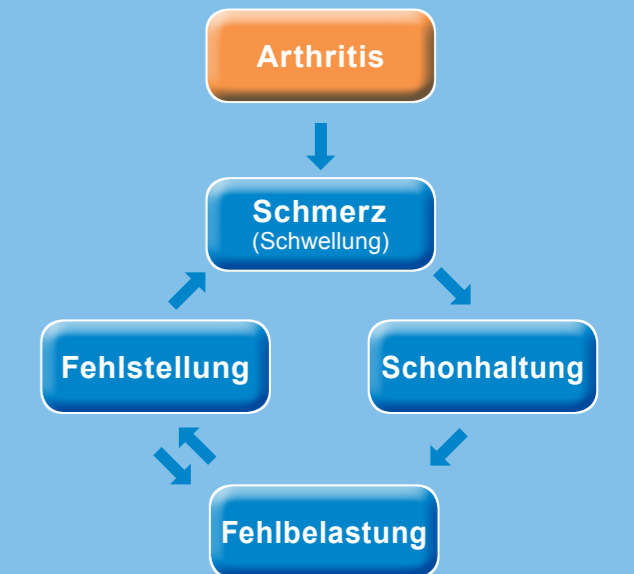 Arthritis
Schmerz
(Schwellung)
Fehlstellung
Schonhaltung
Fehlbelastung